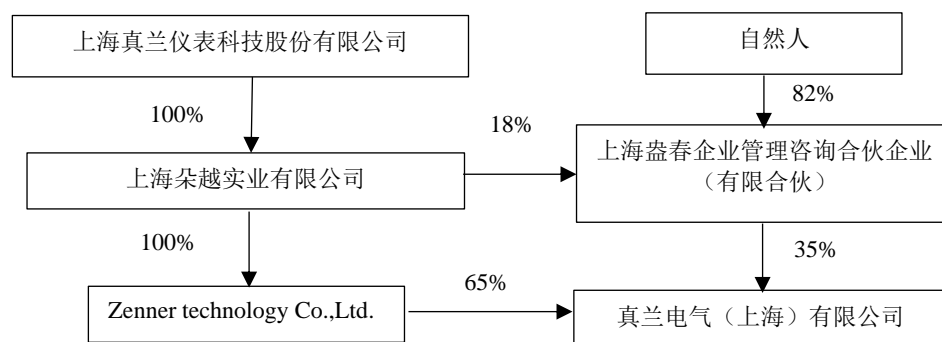 上海真兰仪表科技股份有限公司
自然人
100%
82%
18%
上海朵越实业有限公司
上海盎春企业管理咨询合伙企业
（有限合伙）
100%
35%
65%
Zenner technology Co.,Ltd.
真兰电气（上海）有限公司